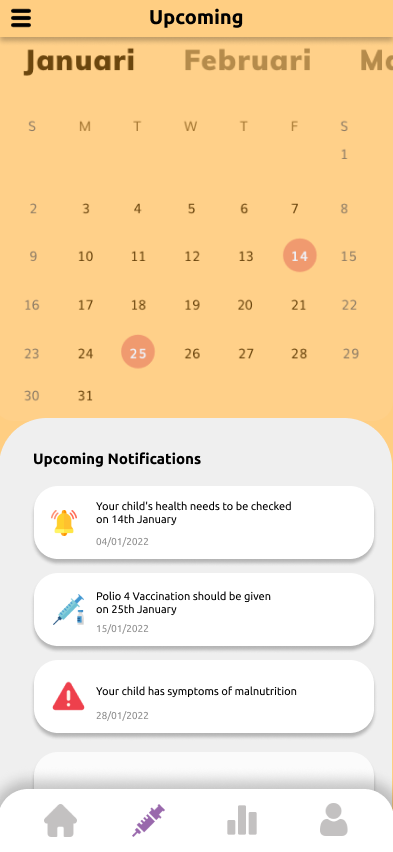 Upcoming
Januari Februari Ma
S M T W T F S
1
2 3 4 5 6 7 8
9 10 11 12 13 14 15
16 17 18 19 20 21 22
23 24 25 26 27 28 29
30 31
Upcoming Notifications
Your child's health needs to be checked
on 14th January
04/01/2022
Polio 4 Vaccination should be given
on 25th January
15/01/2022
Your child has symptoms of malnutrition
28/01/2022